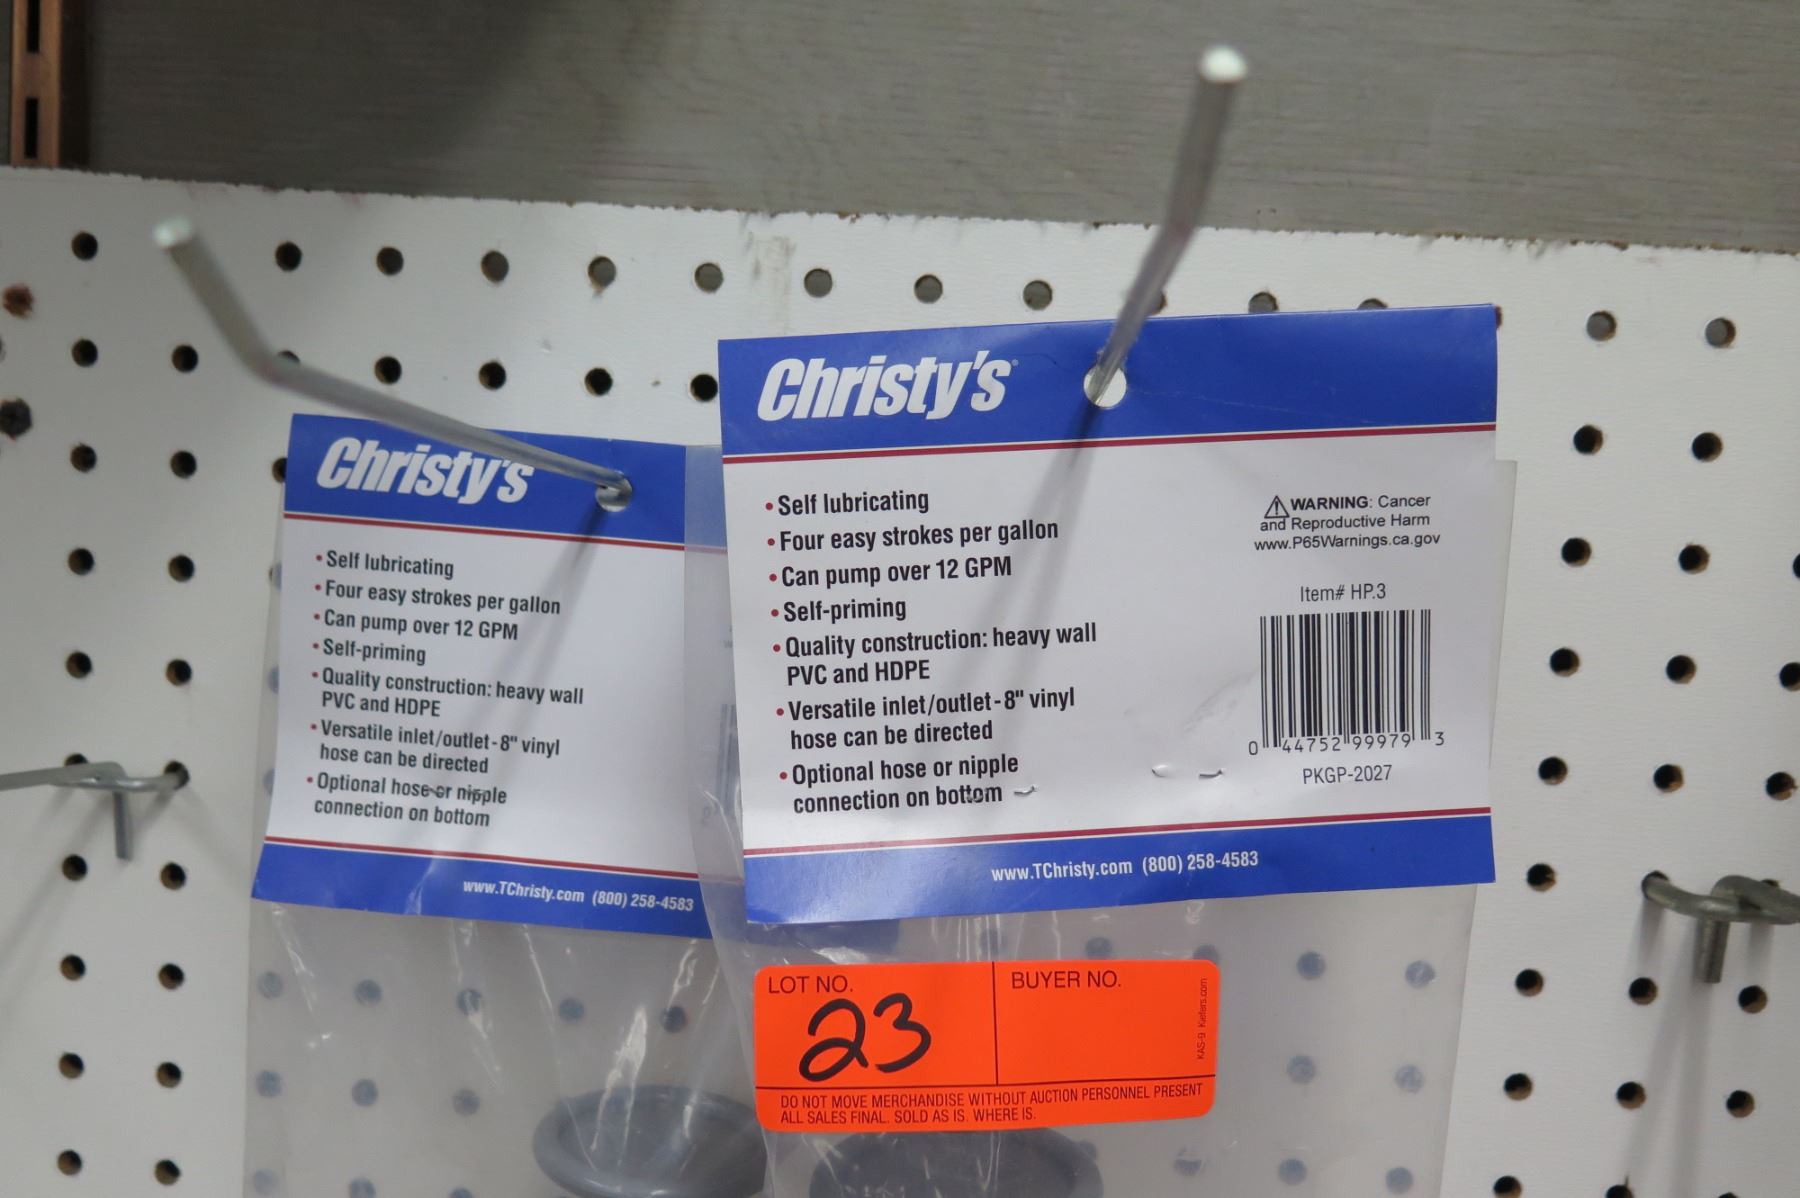 Christy's
• Self lubricating
• Four easy strokes per gallon
• Can pump over 12 GPM
• Self-priming
• Quality construction: heavy wall
PVC and HDPE
• Versatile inlet/outlet - 8" vinyl
hose can be directed
• Optional hose or nipple
connection on bottom
www.TChristy.com (800) 258-4583
Christy's®
• Self lubricating
• Four easy strokes per gallon
• Can pump over 12 GPM
• Self-priming
• Quality construction: heavy wall
PVC and HDPE
• Versatile inlet/outlet - 8" vinyl
hose can be directed
• Optional hose or nipple
connection on bottom
⚠WARNING: Cancer
and Reproductive Harm
www.P65Warnings.ca.gov
Item# HP.3
0 44752 99979 3
PKGP-2027
www.TChristy.com (800) 258-4583
LOT NO.
23
BUYER NO.
KAS-9 Kiefers.com
DO NOT MOVE MERCHANDISE WITHOUT AUCTION PERSONNEL PRESENT
ALL SALES FINAL. SOLD AS IS. WHERE IS.